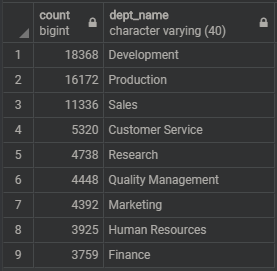 count dept_name
bigint character varying (40)
1 18368 Development
2 16172 Production
3 11336 Sales
4 5320 Customer Service
5 4738 Research
6 4448 Quality Management
7 4392 Marketing
8 3925 Human Resources
9 3759 Finance